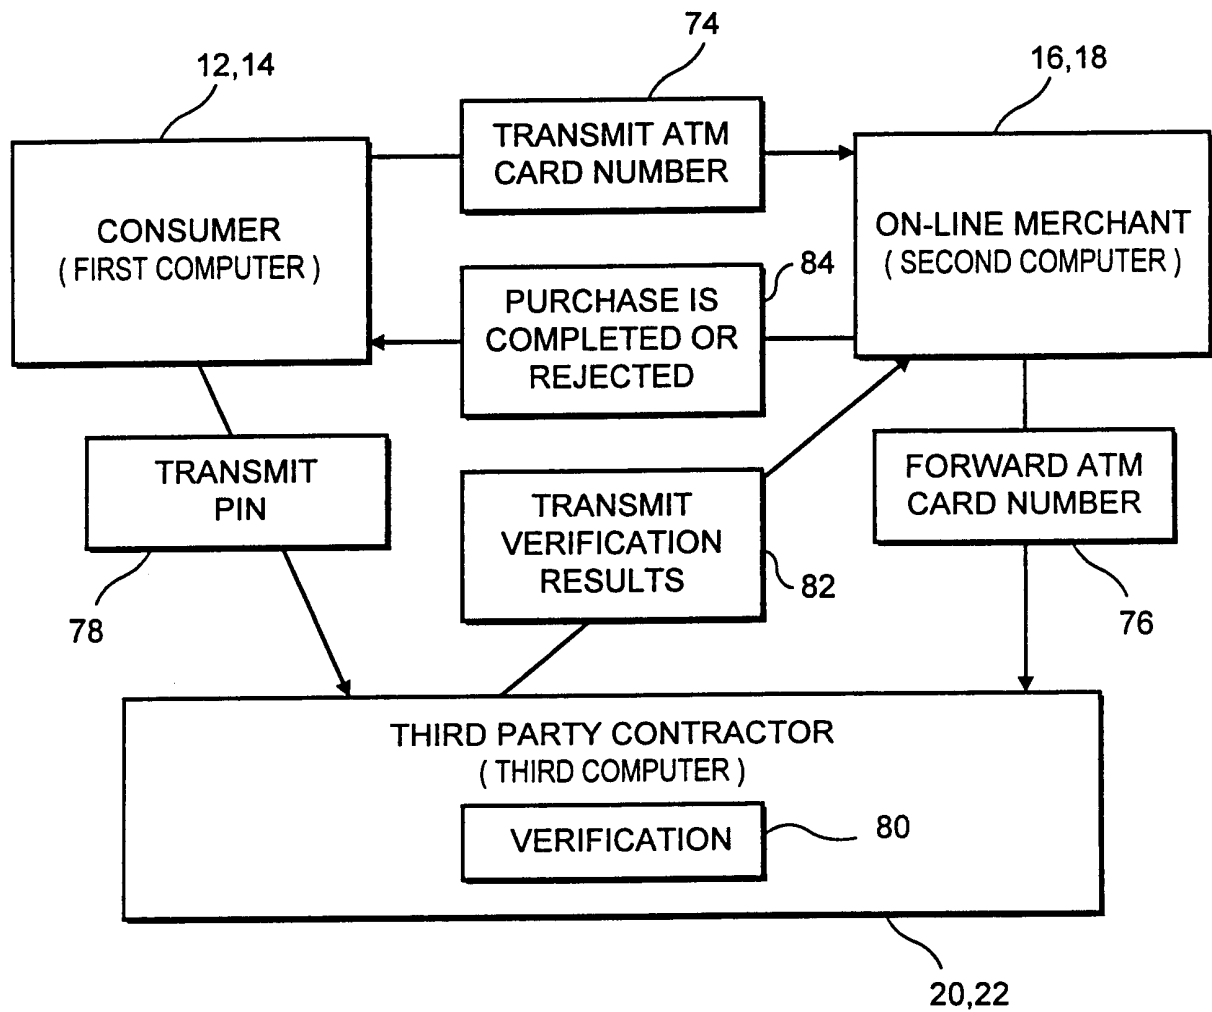 74
12,14
16,18
TRANSMIT ATM
CARD NUMBER
CONSUMER
( FIRST COMPUTER )
ON-LINE MERCHANT
( SECOND COMPUTER )
84
PURCHASE IS
COMPLETED OR
REJECTED
TRANSMIT
PIN
FORWARD ATM
CARD NUMBER
TRANSMIT
VERIFICATION
RESULTS
82
78
76
THIRD PARTY CONTRACTOR
( THIRD COMPUTER )
VERIFICATION
80
20,22